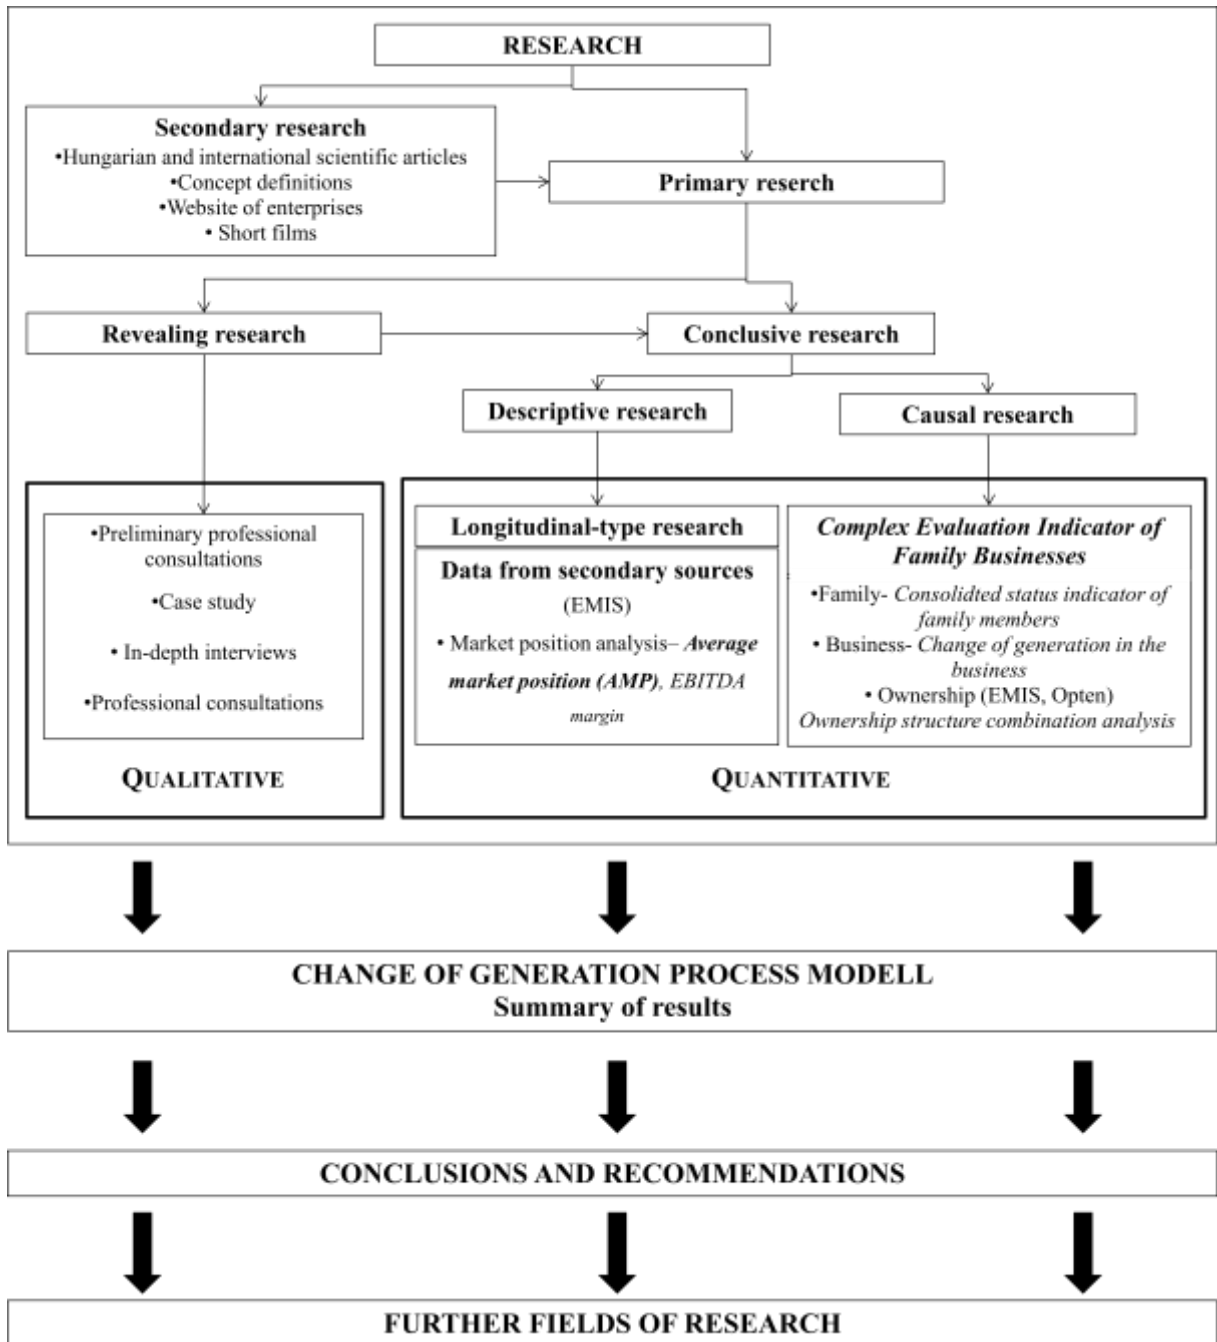 RESEARCH
Secondary research
•Hungarian and international scientific articles
•Concept definitions
•Website of enterprises
• Short films
Primary reserch
Revealing research
Conclusive research
Descriptive research
Causal research
•Preliminary professional
consultations
•Case study
• In-depth interviews
•Professional consultations
QUALITATIVE
Longitudinal-type research
Data from secondary sources
(EMIS)
• Market position analysis– Average
market position (AMP), EBITDA
margin
Complex Evaluation Indicator of
Family Businesses
•Family- Consolidted status indicator of
family members
• Business- Change of generation in the
business
• Ownership (EMIS, Opten)
Ownership structure combination analysis
QUANTITATIVE
CHANGE OF GENERATION PROCESS MODELL
Summary of results
CONCLUSIONS AND RECOMMENDATIONS
FURTHER FIELDS OF RESEARCH